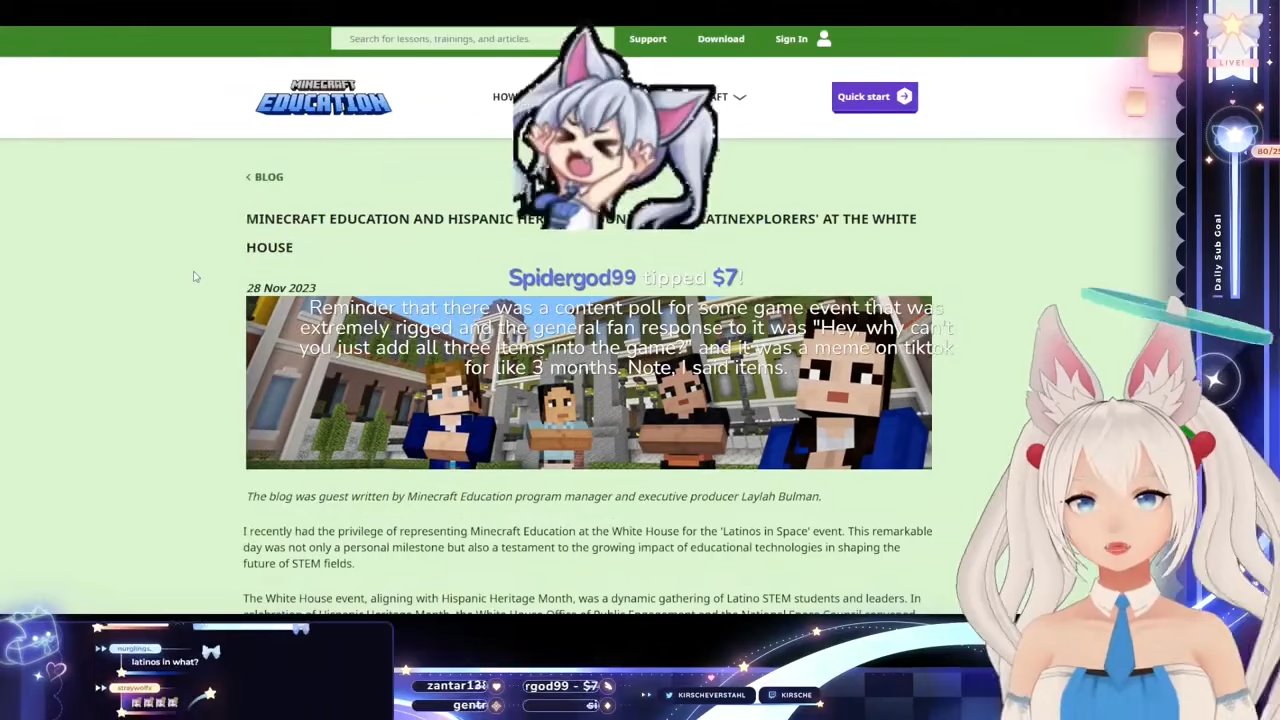 Search for lessons, trainings, and articles.
Support
Download
Sign In
LIVE!
MINECRAFT
EDUCATION
Quick start
80/25
< BLOG
MINECRAFT EDUCATION AND HISPANIC HER
ATINEXPLORERS' AT THE WHITE
HOUSE
Spidergod99 tipped $7!
28 Nov 2023
Reminder that there was a content poll for some game event that was
extremely rigged and the general fan response to it was "Hey, why can't
you just add all three items into the game?" and it was a meme on tiktok
for like 3 months. Note, I said items.
Daily Sub Goal
The blog was guest written by Minecraft Education program manager and executive producer Laylah Bulman.
I recently had the privilege of representing Minecraft Education at the White House for the 'Latinos in Space' event. This remarkable
day was not only a personal milestone but also a testament to the growing impact of educational technologies in shaping the
future of STEM fields.
The White House event, aligning with Hispanic Heritage Month, was a dynamic gathering of Latino STEM students and leaders. In
latinos in what?
zantar13
rgod99 - $7
KIRSCHEVERSTAHL
KIRSCHE
gentr